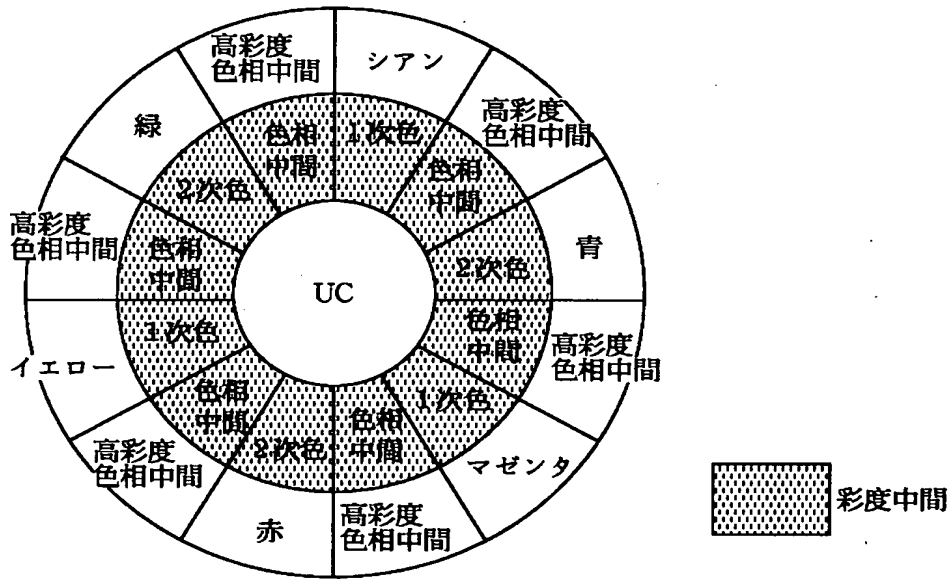 高彩度
色相中間
シアン
高彩度
色相中間
青
高彩度
色相中間
マゼンタ
高彩度
色相中間
赤
高彩度
色相中間
イエロー
高彩度
色相中間
緑
色相
中間
1次色
色相
中間
2次色
色相
中間
1次色
色相
中間
2次色
色相
中間
1次色
色相
中間
2次色
UC
彩度中間